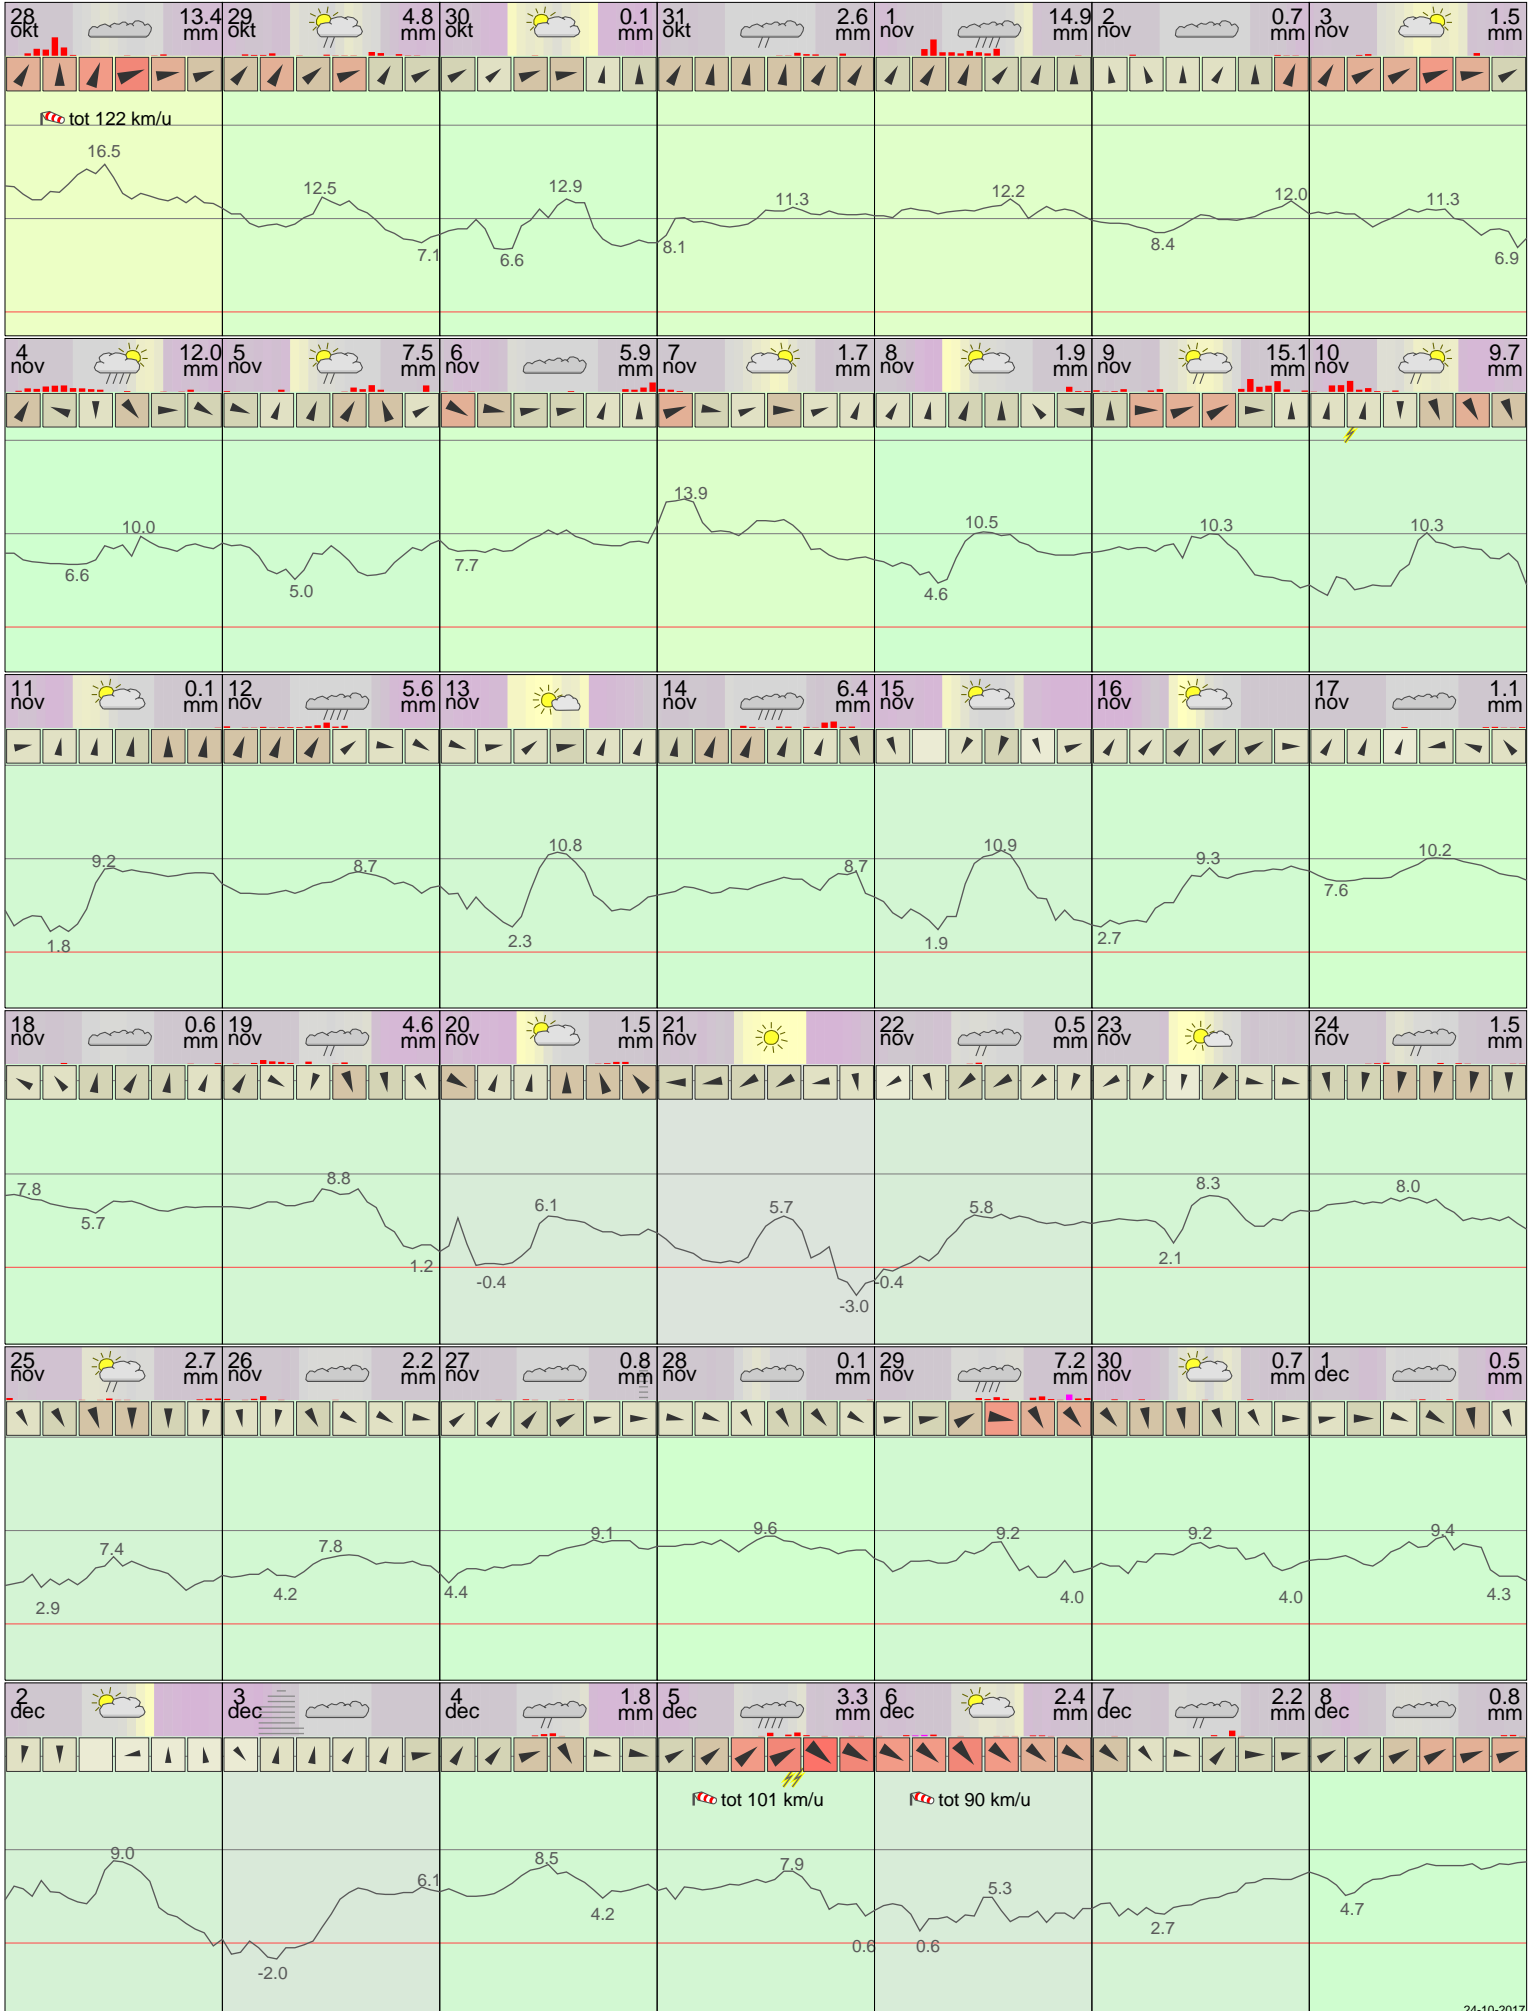 28 okt 13.4 mm 29 okt 4.8 mm 30 okt 0.1 mm 31 okt 2.6 mm 1 nov 14.9 mm 2 nov 0.7 mm 3 nov 1.5 mm
tot 122 km/u
16.5 12.5 7.1 6.6 12.9 8.1 11.3 12.2 8.4 12.0 11.3 6.9
4 nov 12.0 mm 5 nov 7.5 mm 6 nov 5.9 mm 7 nov 1.7 mm 8 nov 1.9 mm 9 nov 15.1 mm 10 nov 9.7 mm
6.6 10.0 5.0 7.7 13.9 4.6 10.5 10.3 10.3
11 nov 0.1 mm 12 nov 5.6 mm 13 nov 14 nov 6.4 mm 15 nov 16 nov 17 nov 1.1 mm
1.8 9.2 8.7 2.3 10.8 8.7 1.9 10.9 2.7 9.3 7.6 10.2
18 nov 0.6 mm 19 nov 4.6 mm 20 nov 1.5 mm 21 nov 22 nov 0.5 mm 23 nov 24 nov 1.5 mm
7.8 5.7 8.8 1.2 -0.4 6.1 5.7 -3.0 -0.4 5.8 2.1 8.3 8.0
25 nov 2.7 mm 26 nov 2.2 mm 27 nov 0.8 mm 28 nov 0.1 mm 29 nov 7.2 mm 30 nov 0.7 mm 1 dec 0.5 mm
2.9 7.4 4.2 7.8 4.4 9.1 9.6 9.2 4.0 9.2 4.0 9.4 4.3
2 dec 3 dec 4 dec 1.8 mm 5 dec 3.3 mm 6 dec 2.4 mm 7 dec 2.2 mm 8 dec 0.8 mm
tot 101 km/u tot 90 km/u
9.0 -2.0 6.1 8.5 4.2 7.9 0.6 0.6 5.3 2.7 4.7
24-10-2017